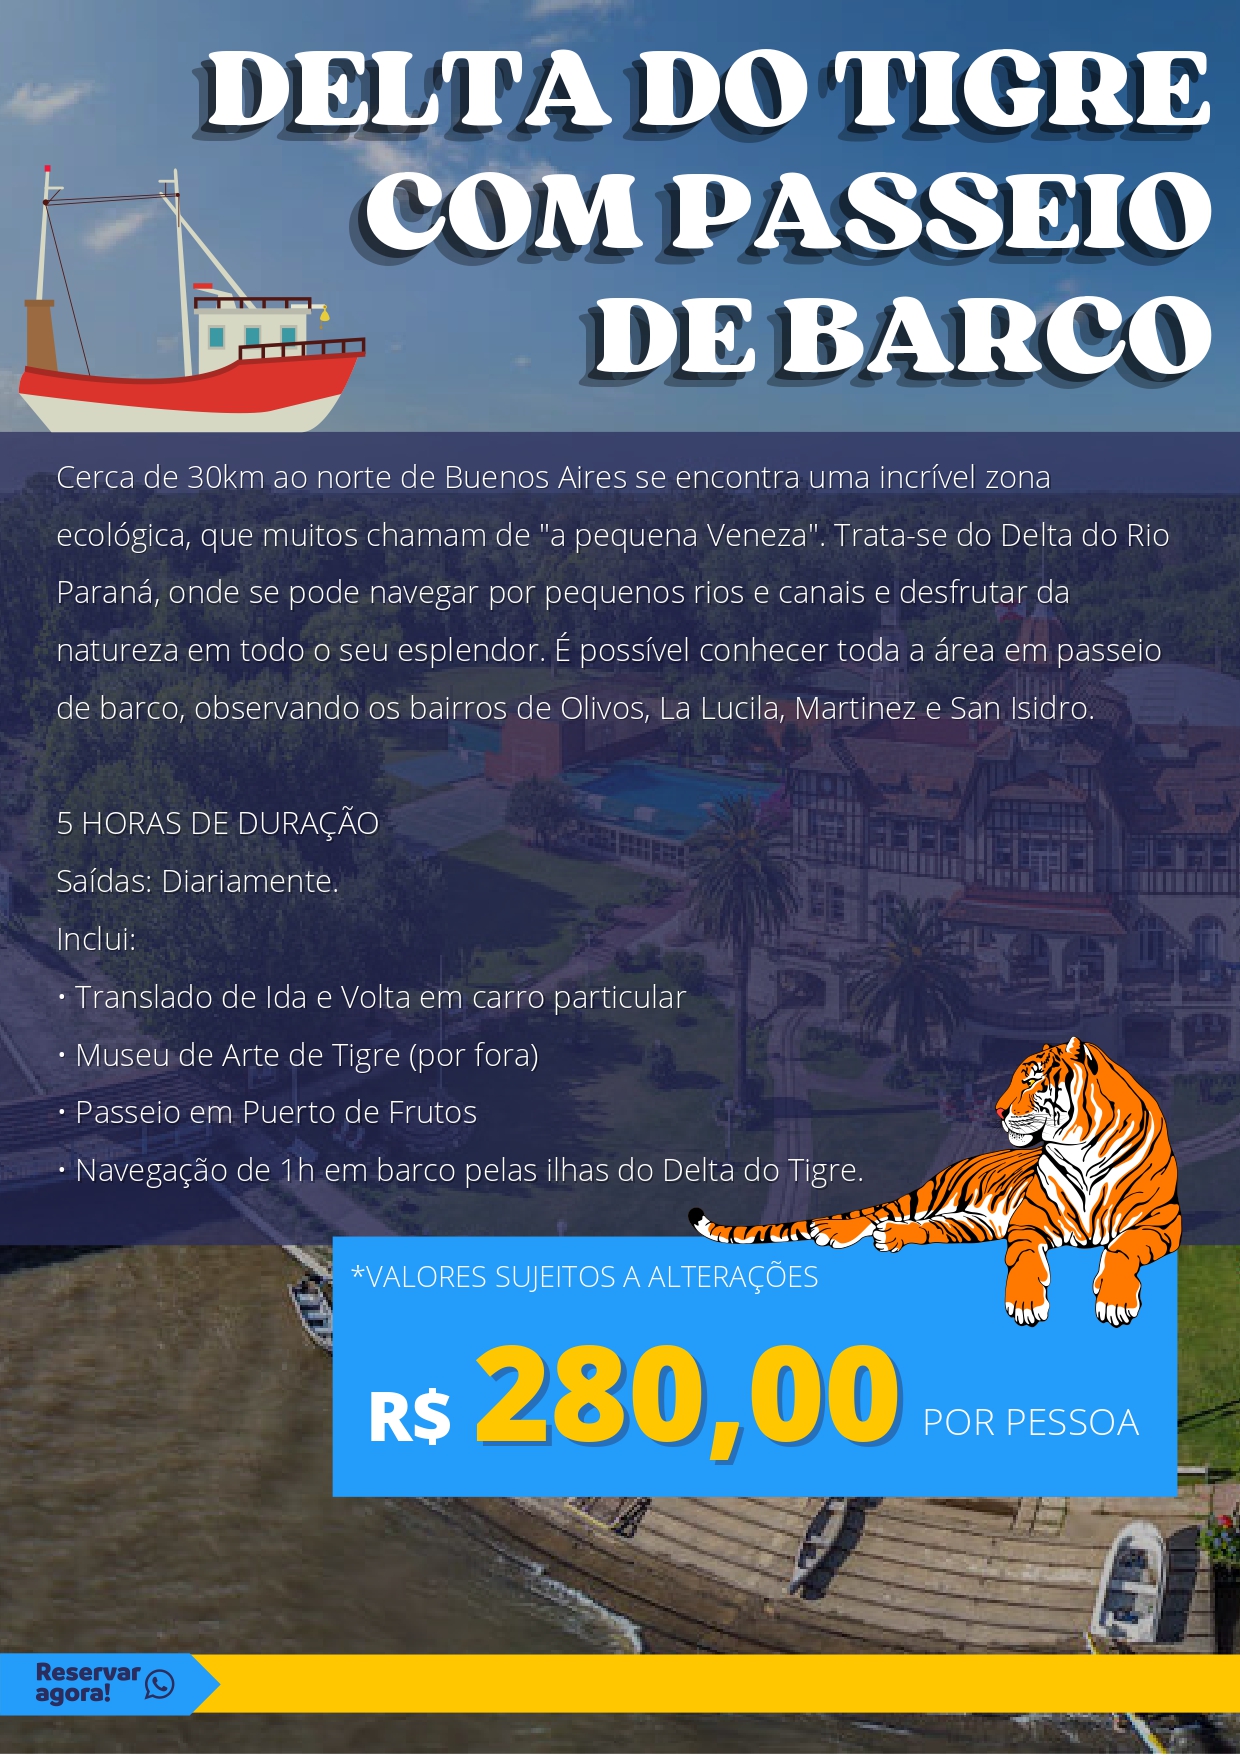 DELTA DO TIGRE
COM PASSEIO
DE BARCO
Cerca de 30km ao norte de Buenos Aires se encontra uma incrível zona
ecológica, que muitos chamam de "a pequena Veneza". Trata-se do Delta do Rio
Paraná, onde se pode navegar por pequenos rios e canais e desfrutar da
natureza em todo o seu esplendor. É possível conhecer toda a área em passeio
de barco, observando os bairros de Olivos, La Lucila, Martinez e San Isidro.
5 HORAS DE DURAÇÃO
Saídas: Diariamente.
Inclui:
• Translado de Ida e Volta em carro particular
• Museu de Arte de Tigre (por fora)
• Passeio em Puerto de Frutos
• Navegação de 1h em barco pelas ilhas do Delta do Tigre.
*VALORES SUJEITOS A ALTERAÇÕES
R$ 280,00 POR PESSOA
Reservar
agora!